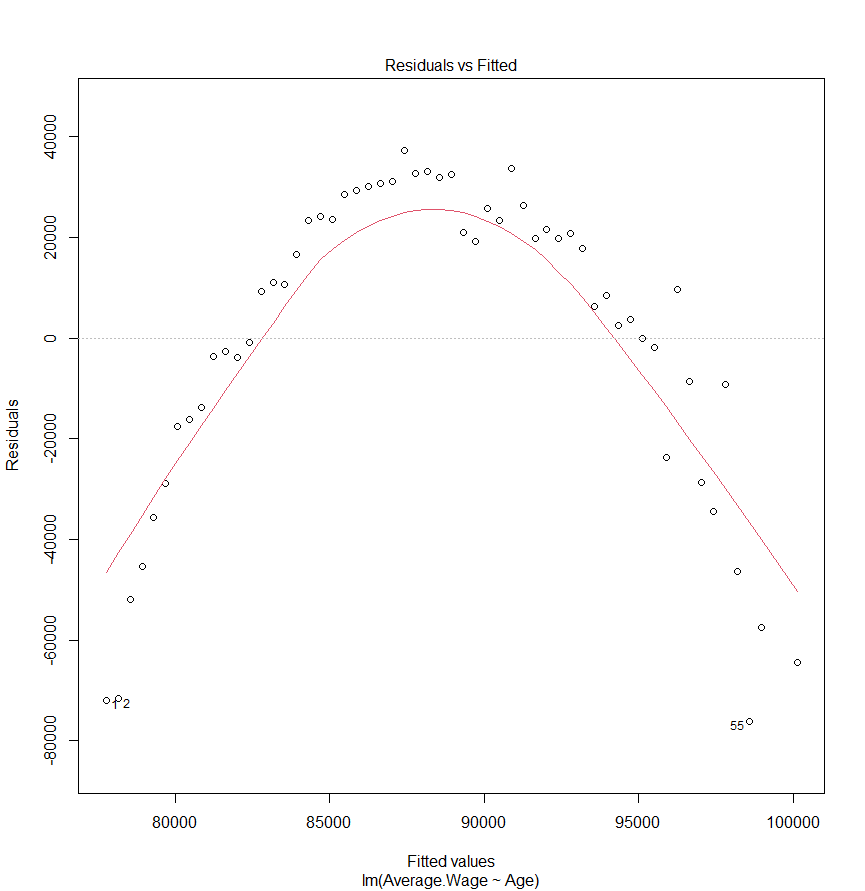 Residuals vs Fitted
40000
20000
0
-20000
-40000
-60000
-80000
Residuals
1 2
55
80000 85000 90000 95000 100000
Fitted values
lm(Average.Wage ~ Age)